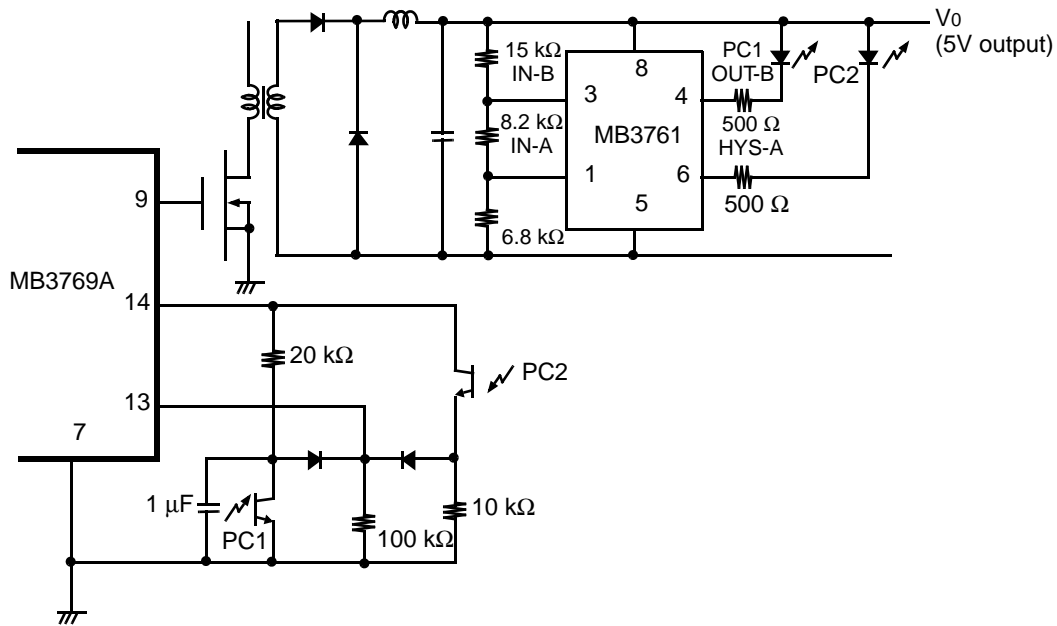 V0
(5V output)
15 kΩ
IN-B
PC1
OUT-B
PC2
8
3
4
8.2 kΩ
IN-A
MB3761
500 Ω
HYS-A
1
6
500 Ω
5
6.8 kΩ
9
MB3769A
14
20 kΩ
PC2
13
7
1 μF
PC1
100 kΩ
10 kΩ